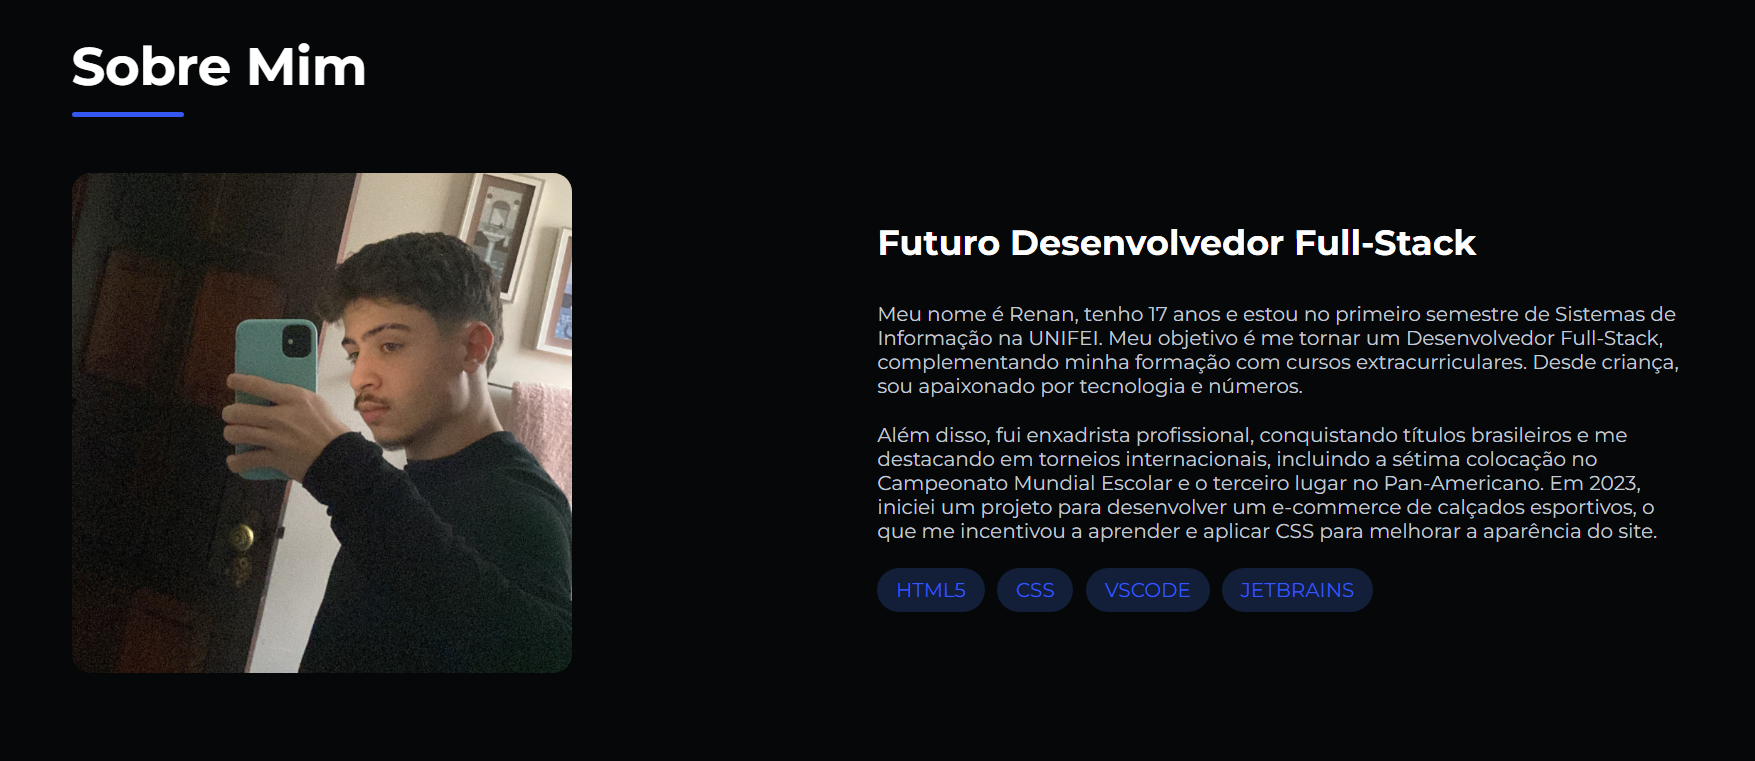 Sobre Mim
Futuro Desenvolvedor Full-Stack
Meu nome é Renan, tenho 17 anos e estou no primeiro semestre de Sistemas de
Informação na UNIFEI. Meu objetivo é me tornar um Desenvolvedor Full-Stack,
complementando minha formação com cursos extracurriculares. Desde criança,
sou apaixonado por tecnologia e números.
Além disso, fui enxadrista profissional, conquistando títulos brasileiros e me
destacando em torneios internacionais, incluindo a sétima colocação no
Campeonato Mundial Escolar e o terceiro lugar no Pan-Americano. Em 2023,
iniciei um projeto para desenvolver um e-commerce de calçados esportivos, o
que me incentivou a aprender e aplicar CSS para melhorar a aparência do site.
HTML5 CSS VSCODE JETBRAINS